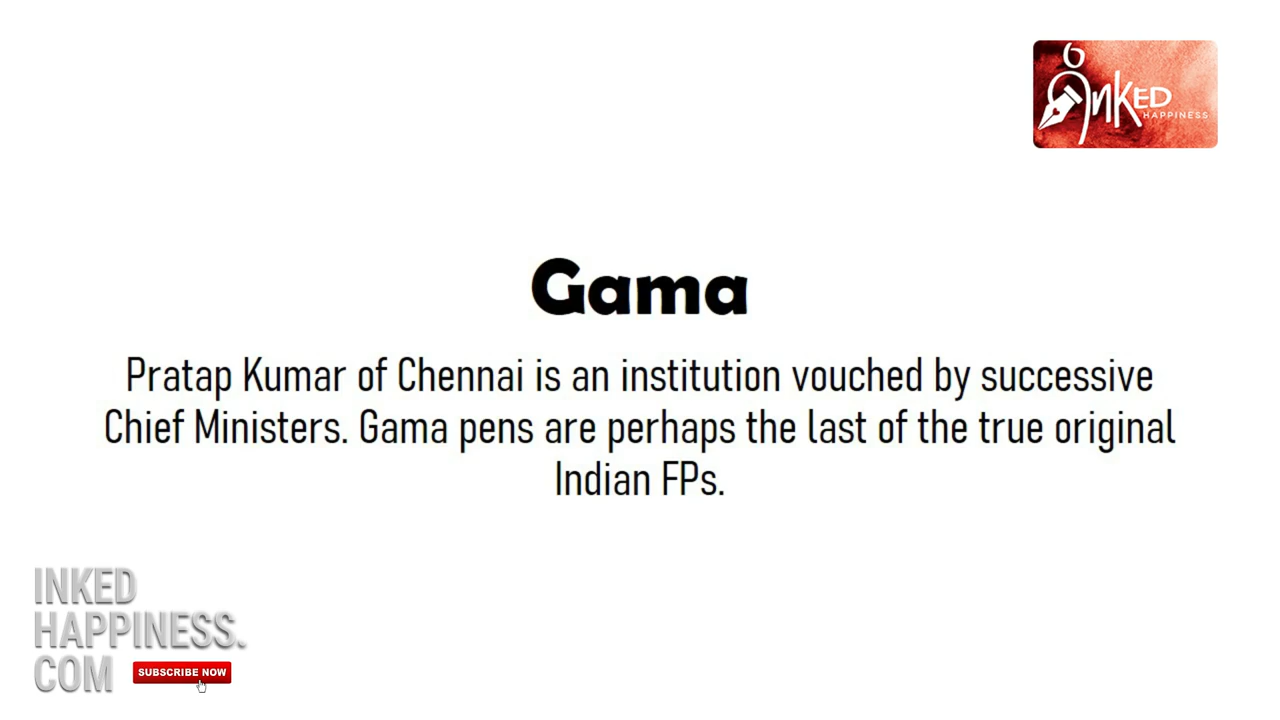 InKED
HAPPINESS
Gama
Pratap Kumar of Chennai is an institution vouched by successive
Chief Ministers. Gama pens are perhaps the last of the true original
Indian FPs.
INKED
HAPPINESS.
COM
SUBSCRIBE NOW